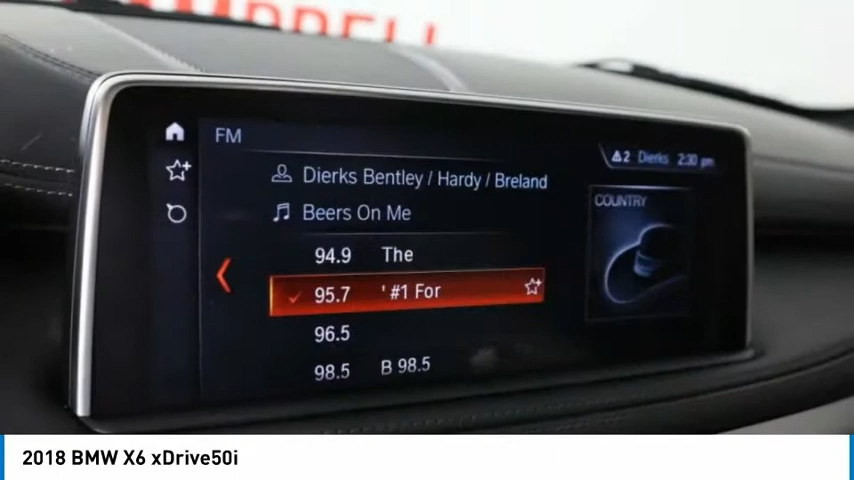 FM
2 Dierks 2:30 pm
Dierks Bentley / Hardy / Breland
COUNTRY
Beers On Me
94.9 The
95.7 ' #1 For
96.5
98.5 B 98.5
2018 BMW X6 xDrive50i